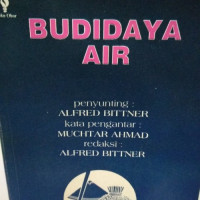 BUDIDAYA
AIR
penyunting :
ALFRED BITTNER
kata pengantar :
MUCHTAR AHMAD
redaksi :
ALFRED BITTNER